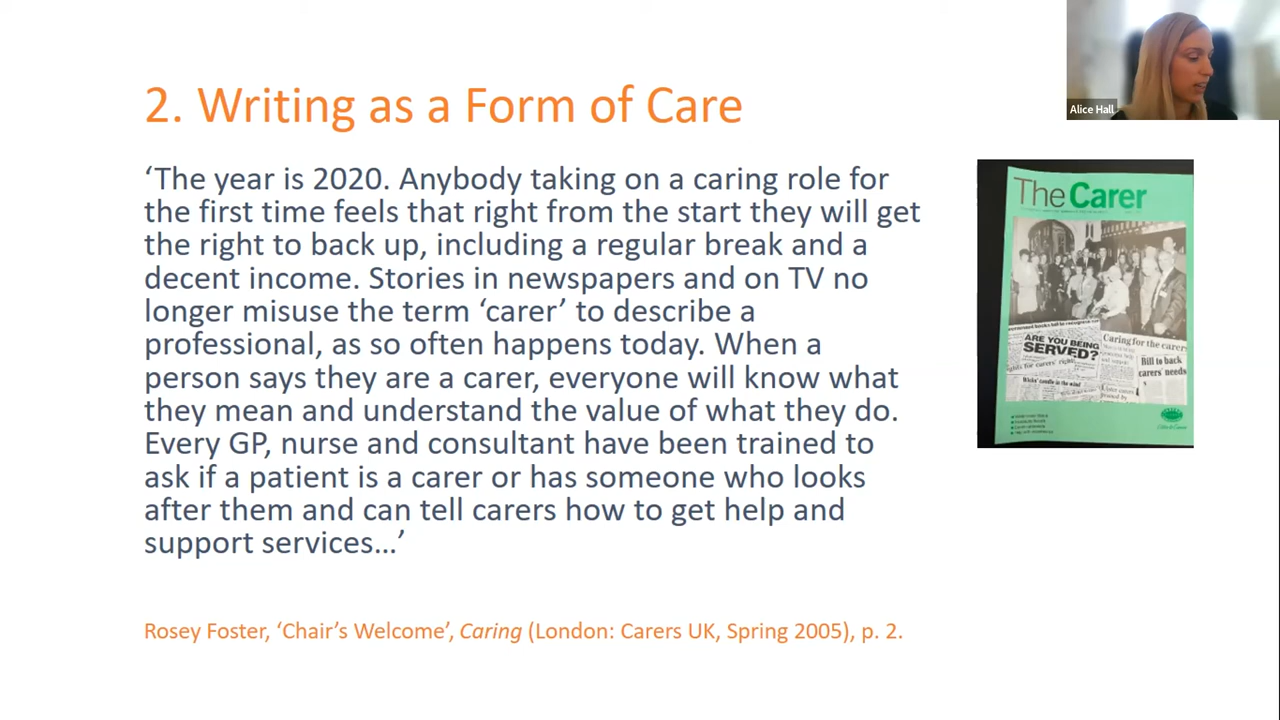 2. Writing as a Form of Care
‘The year is 2020. Anybody taking on a caring role for
the first time feels that right from the start they will get
the right to back up, including a regular break and a
decent income. Stories in newspapers and on TV no
longer misuse the term ‘carer’ to describe a
professional, as so often happens today. When a
person says they are a carer, everyone will know what
they mean and understand the value of what they do.
Every GP, nurse and consultant have been trained to
ask if a patient is a carer or has someone who looks
after them and can tell carers how to get help and
support services…’
Rosey Foster, ‘Chair’s Welcome’, Caring (London: Carers UK, Spring 2005), p. 2.
Alice Hall
The Carer
ARE YOU BEING
SERVED?
Caring for the carers
Bill to back
carers' needs